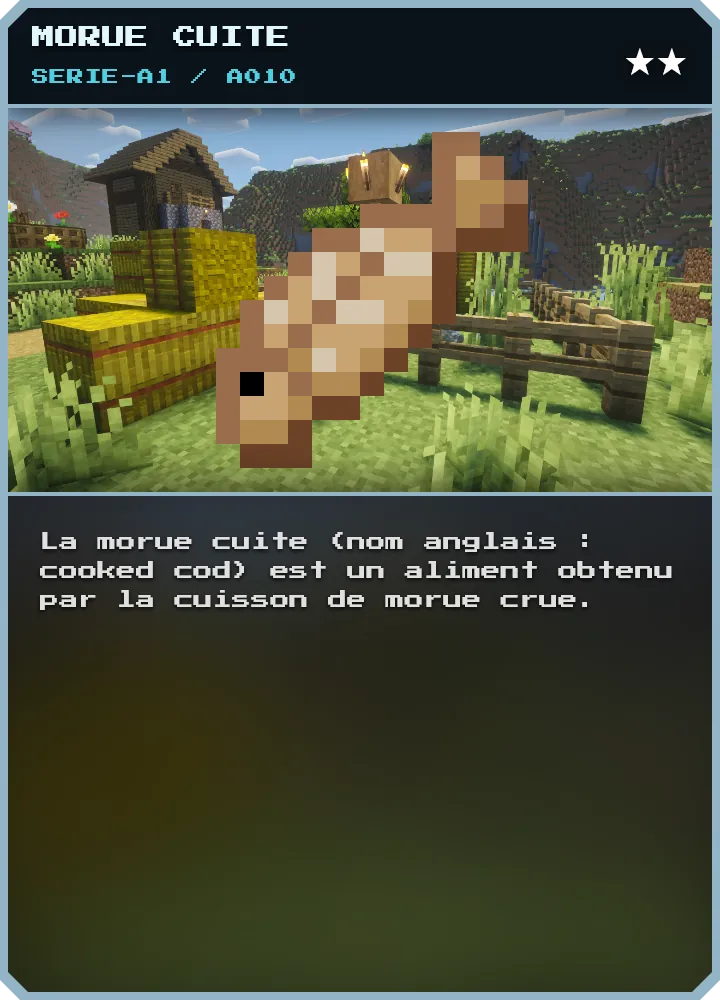 MORUE CUITE
SERIE-A1 / A010
La morue cuite (nom anglais :
cooked cod) est un aliment obtenu
par la cuisson de morue crue.